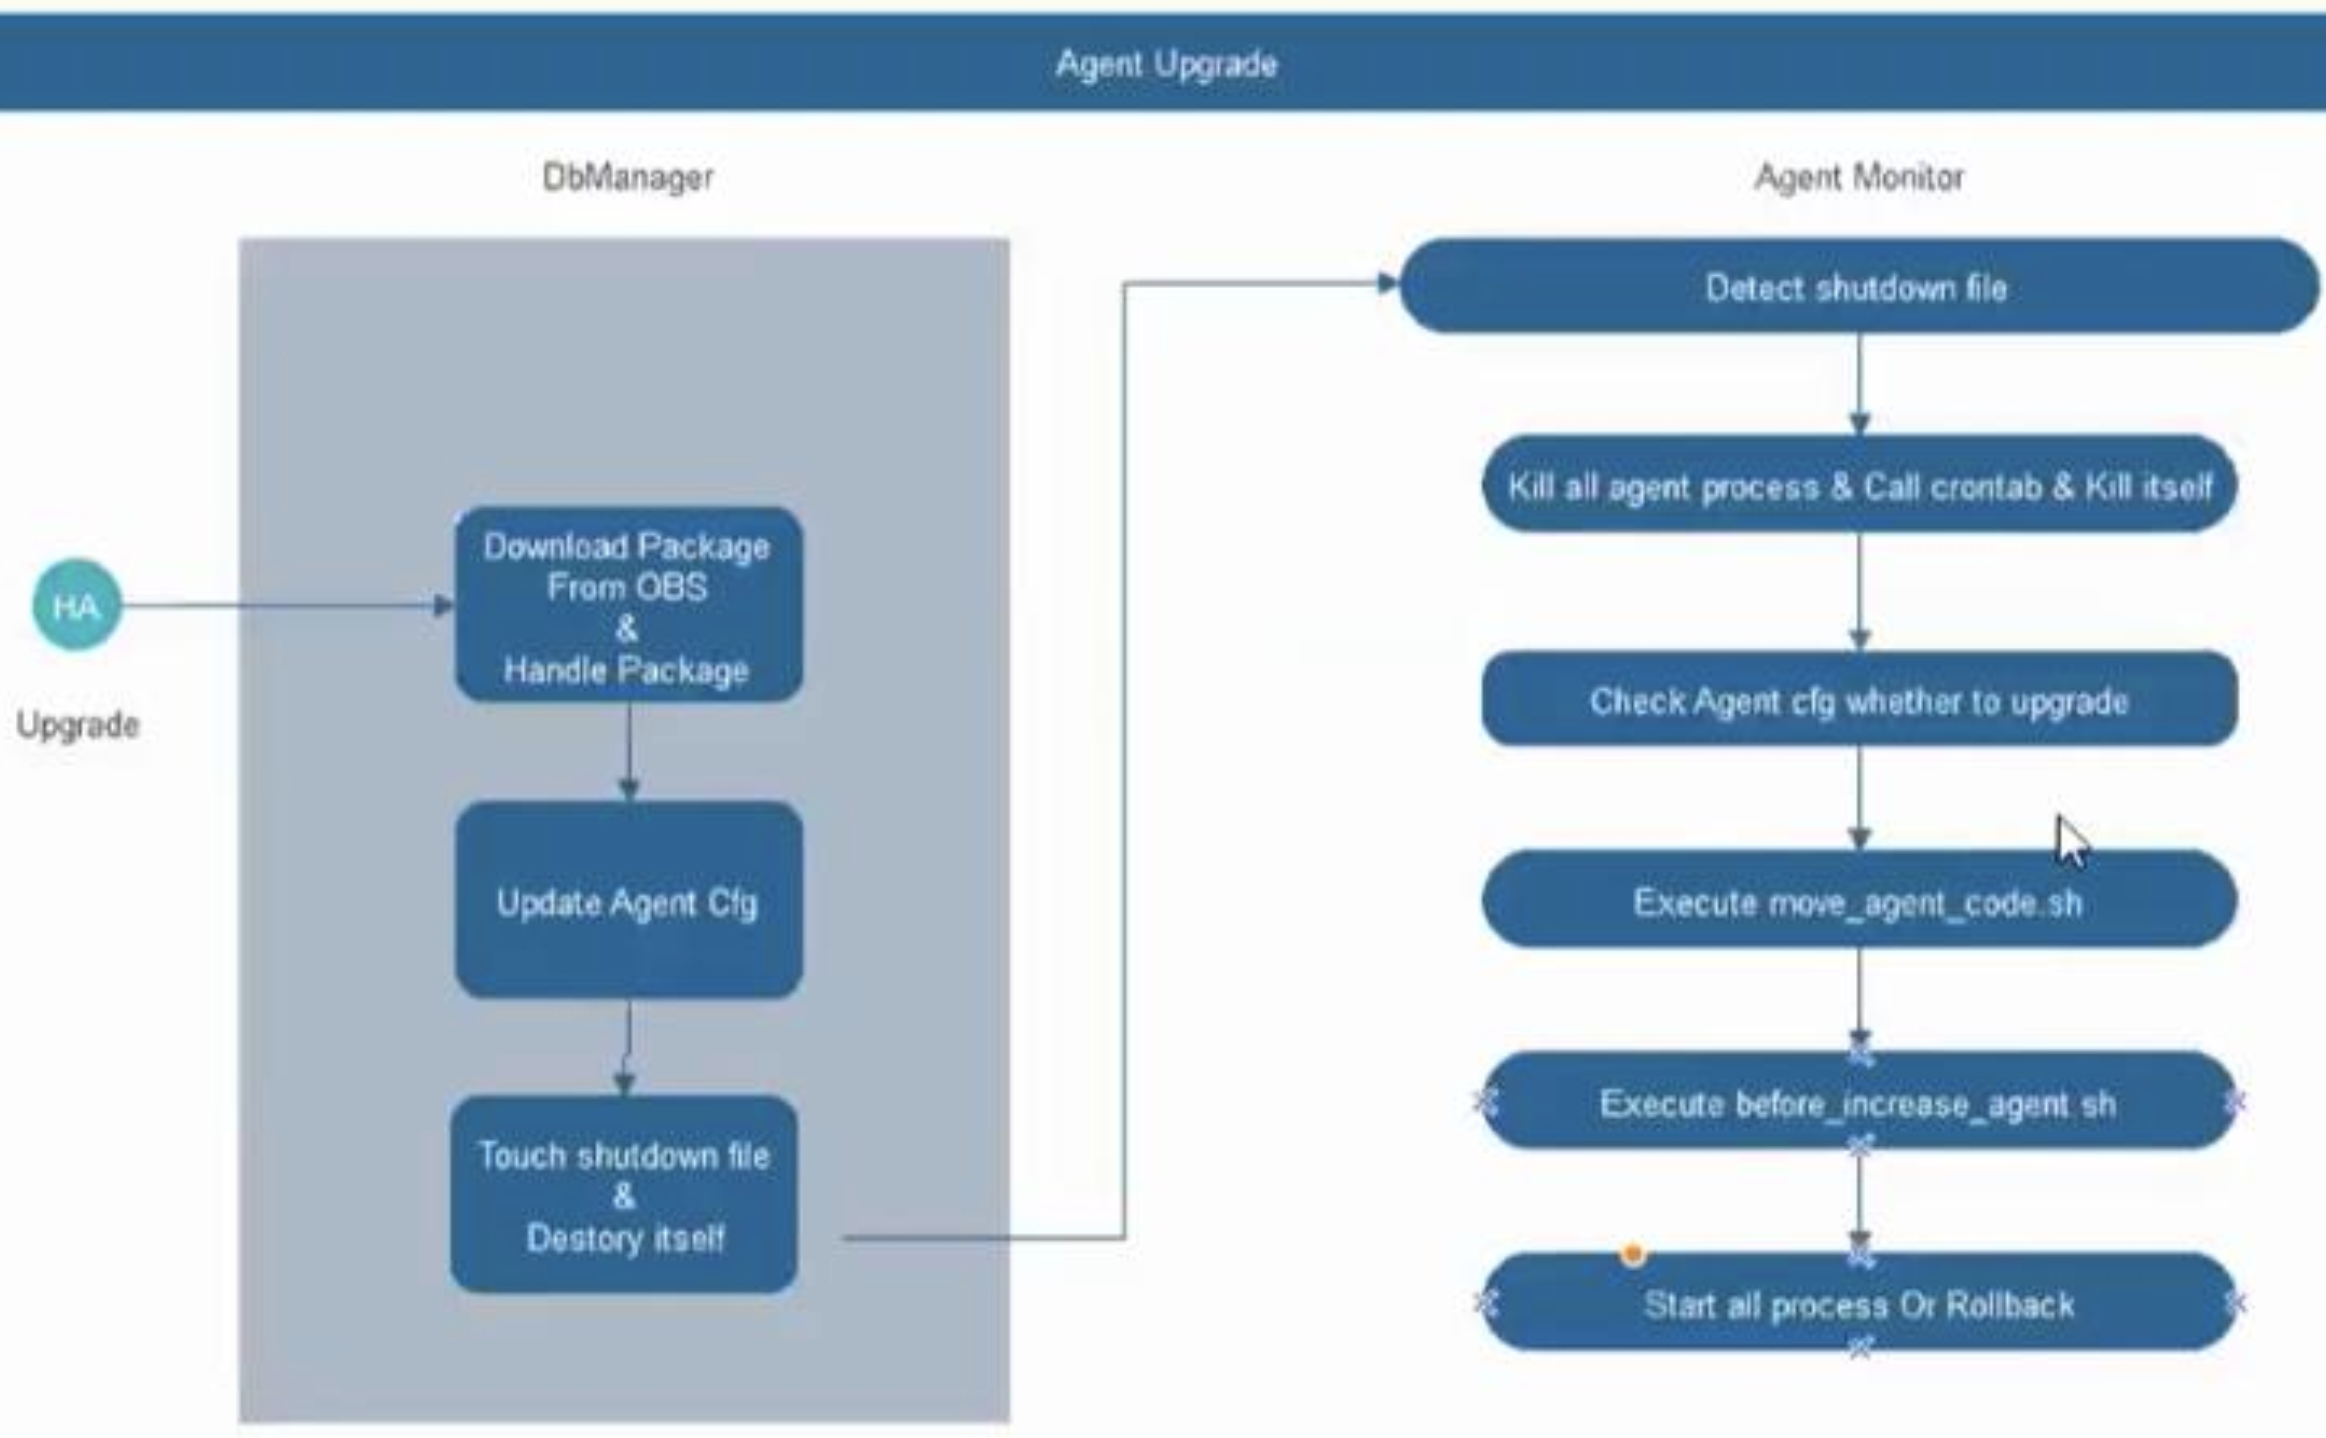 Agent Upgrade
DbManager
Agent Monitor
HA
Upgrade
Download Package
From OBS
&
Handle Package
Update Agent Cfg
Touch shutdown file
&
Destory itself
Detect shutdown file
Kill all agent process & Call crontab & Kill itself
Check Agent cfg whether to upgrade
Execute move_agent_code.sh
Execute before_increase_agent.sh
Start all process Or Rollback